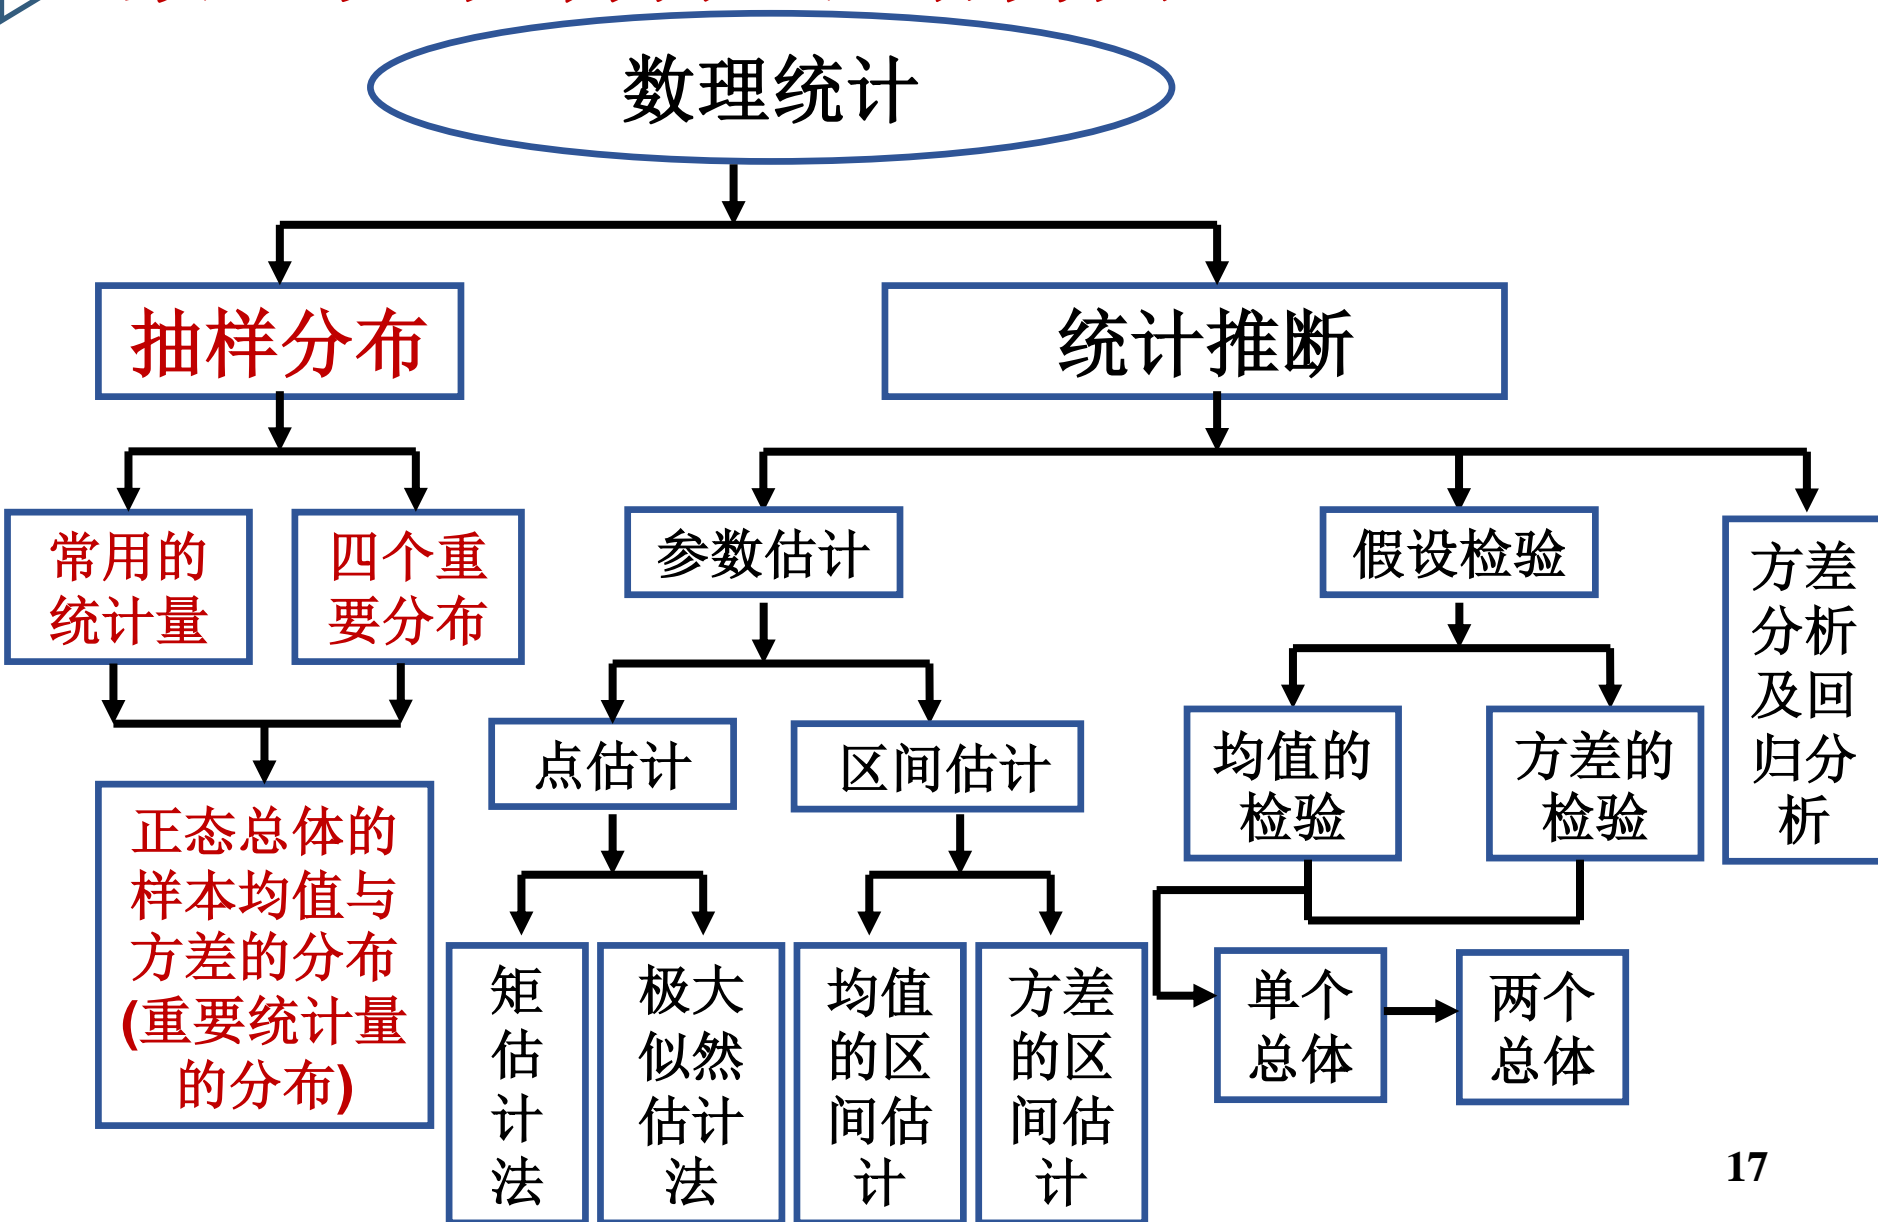 数理统计
抽样分布
统计推断
常用的
统计量
四个重
要分布
参数估计
假设检验
方差
分析
及回
归分
析
正态总体的
样本均值与
方差的分布
(重要统计量
的分布)
点估计
区间估计
均值的
检验
方差的
检验
矩
估
计
法
极大
似然
估计
法
均值
的区
间估
计
方差
的区
间估
计
单个
总体
两个
总体
17